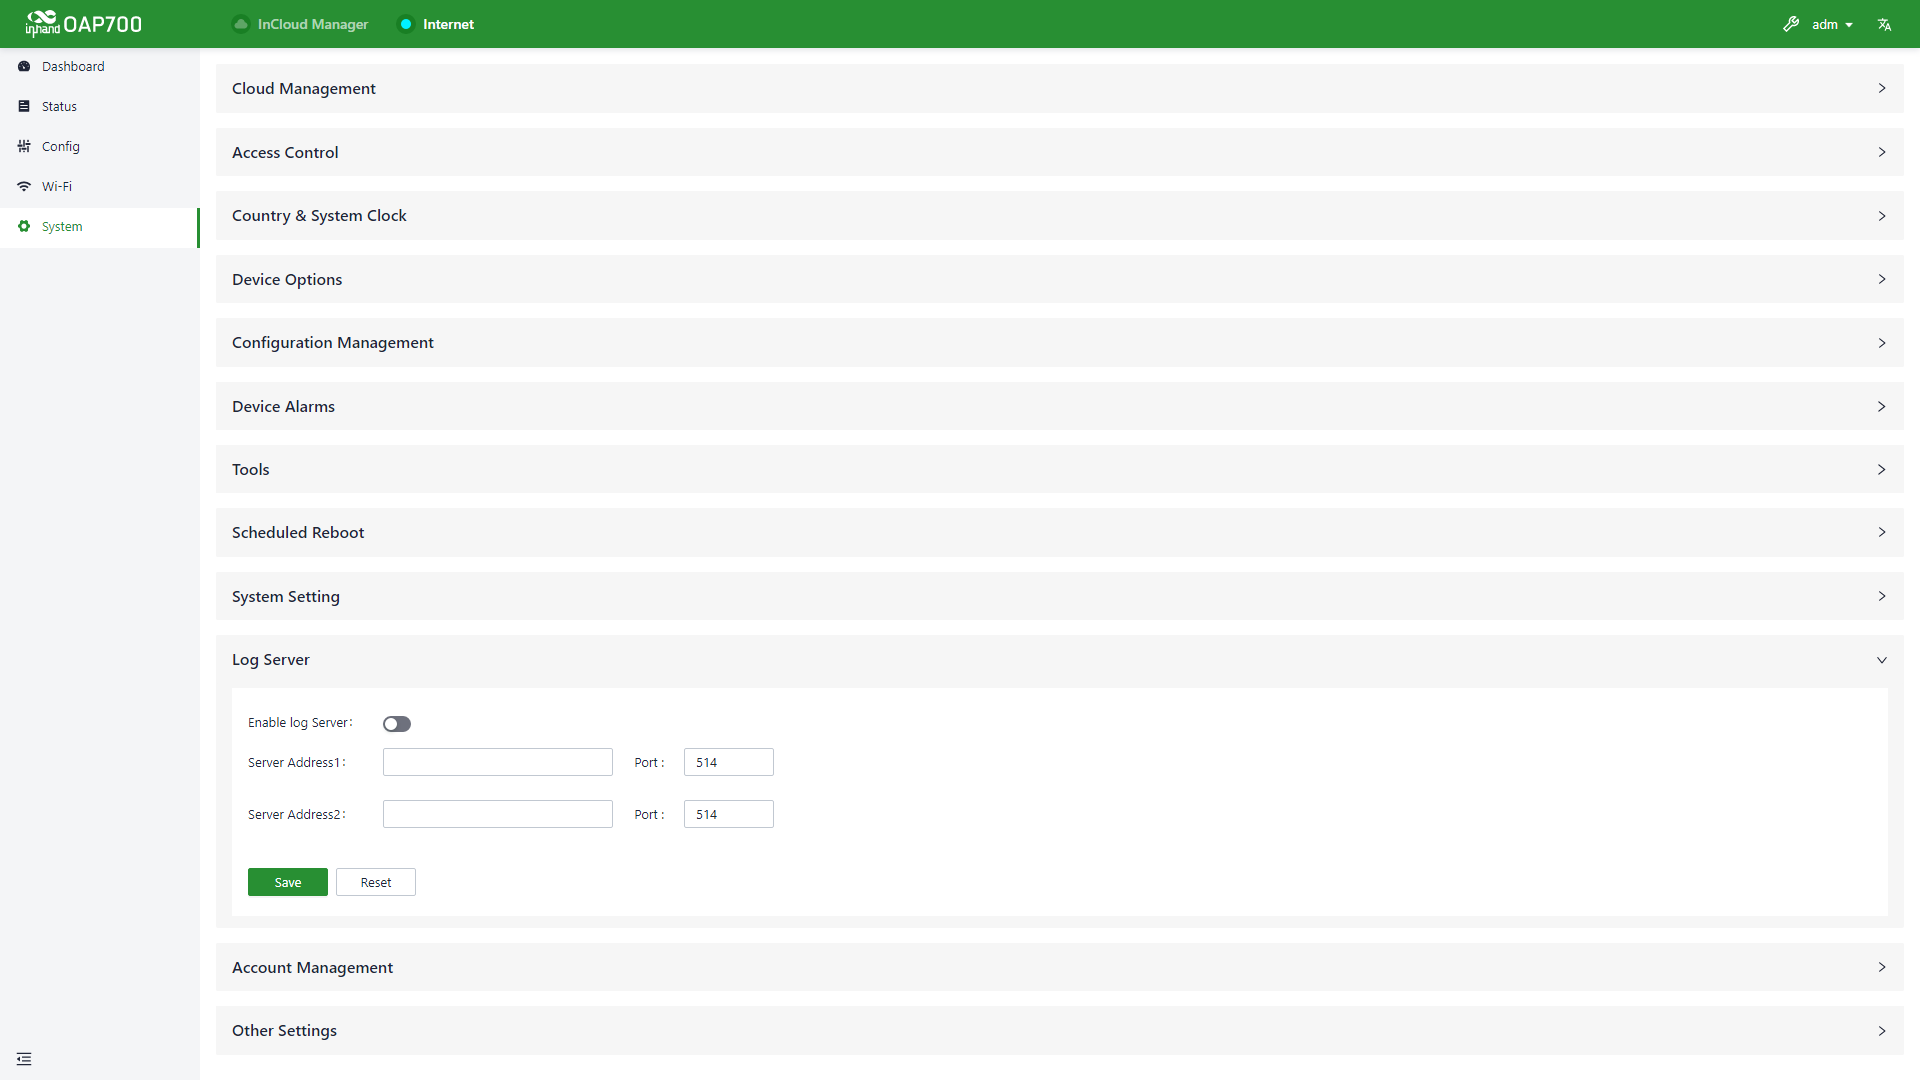 inhand OAP700
InCloud Manager
Internet
adm
Dashboard
Status
Config
Wi-Fi
System
Cloud Management
Access Control
Country & System Clock
Device Options
Configuration Management
Device Alarms
Tools
Scheduled Reboot
System Setting
Log Server
Enable log Server:
Server Address1: Port : 514
Server Address2: Port : 514
Save Reset
Account Management
Other Settings